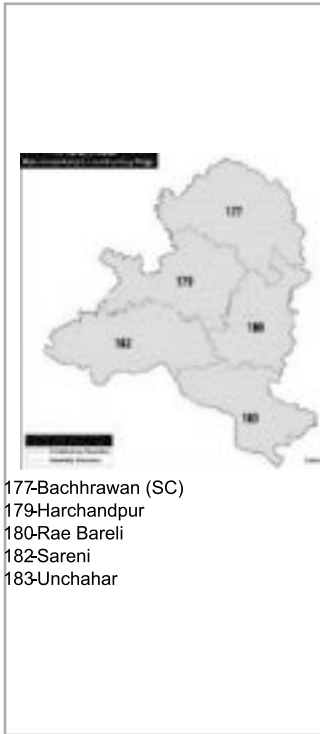 177
179
180
182
183
177-Bachhrawan (SC)
179-Harchandpur
180-Rae Bareli
182-Sareni
183-Unchahar